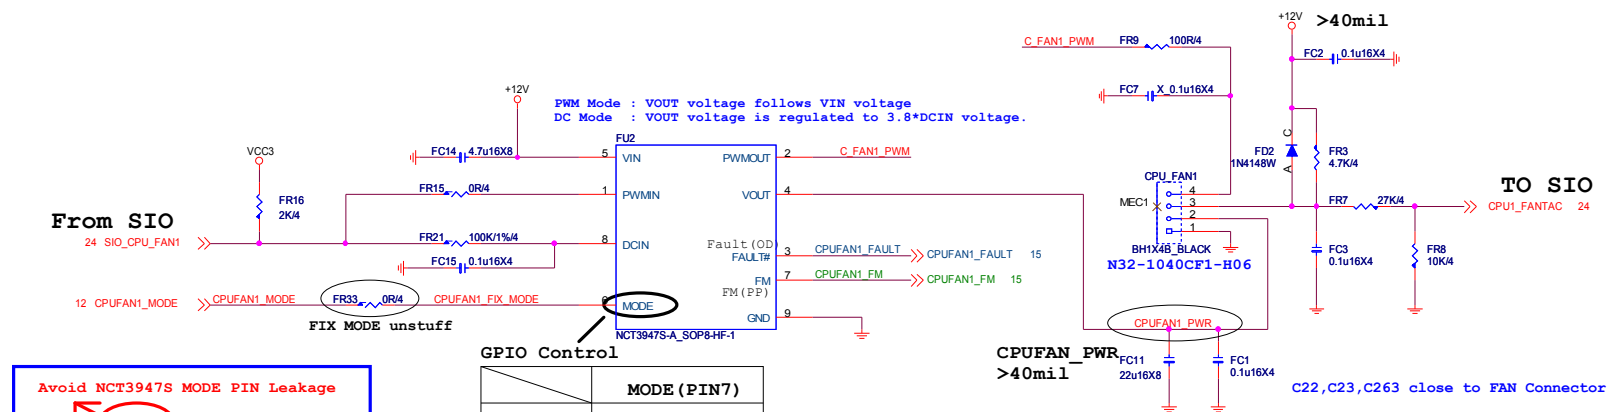 +12V >40mil
C_FAN1_PWM FR9 100R/4
FC2 0.1u16X4
+12V
FC7 X_0.1u16X4
PWM Mode : VOUT voltage follows VIN voltage
DC Mode : VOUT voltage is regulated to 3.8*DCIN voltage.
FU2
VCC3
FC14 4.7u16X8 5 VIN PWMOUT 2 C_FAN1_PWM
C
FD2
1N4148W
A
FR3
4.7K/4
CPU_FAN1
FR15 0R/4 1 PWMIN VOUT 4
FR16
2K/4
MEC1
4
3
2
1
FR7 27K/4
TO SIO
CPU1_FANTAC 24
From SIO
24 SIO_CPU_FAN1
FR21 100K/1%/4 8 DCIN
Fault(OD)
FAULT# 3 CPUFAN1_FAULT CPUFAN1_FAULT 15
BH1X4B_BLACK
N32-1040CF1-H06
FC3
0.1u16X4
FR8
10K/4
FC15 0.1u16X4
FM 7 CPUFAN1_FM CPUFAN1_FM 15
FM(PP)
12 CPUFAN1_MODE CPUFAN1_MODE FR33 0R/4 CPUFAN1_FIX_MODE MODE
FIX MODE unstuff
GND 9
CPUFAN1_PWR
NCT3947S-A_SOP8-HF-1
GPIO Control
CPUFAN_PWR
>40mil
FC11
22u16X8
FC1
0.1u16X4
Avoid NCT3947S MODE PIN Leakage
MODE(PIN7)
C22,C23,C263 close to FAN Connector